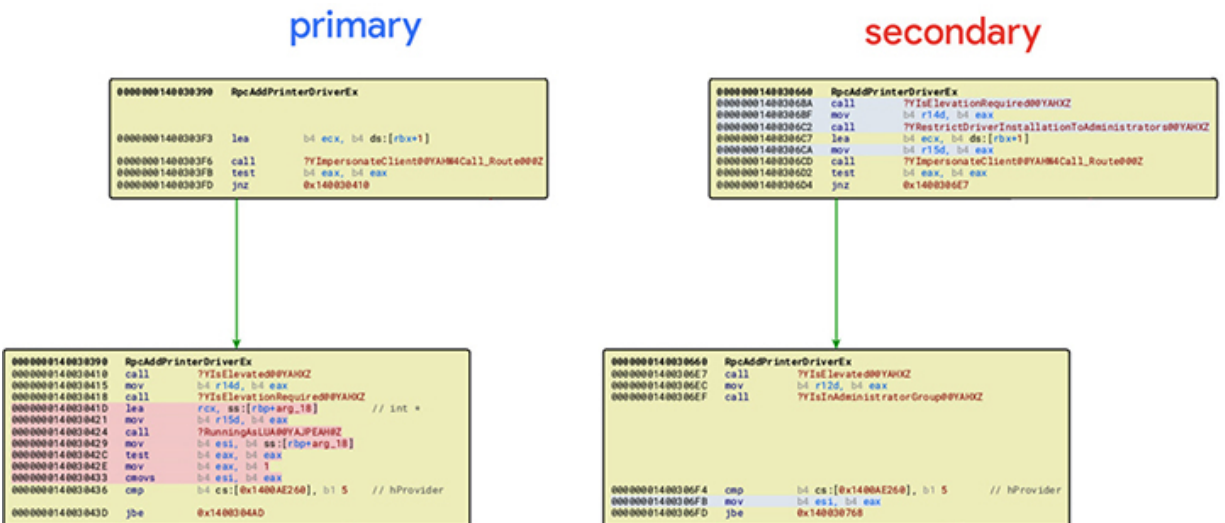 primary
0000000140030390 RpcAddPrinterDriverEx
00000001400303F3 lea b4 ecx, b4 ds:[rbx+1]
00000001400303F6 call ?YImpersonateClient@@YAHW4Call_Route@@@Z
00000001400303FB test b4 eax, b4 eax
00000001400303FD jnz 0x140030410
0000000140030390 RpcAddPrinterDriverEx
0000000140030410 call ?YIsElevated@@YAHXZ
0000000140030415 mov b4 r14d, b4 eax
0000000140030418 call ?YIsElevationRequired@@YAHXZ
000000014003041D lea rcx, ss:[rbp+arg_18] // int *
0000000140030421 mov b4 r15d, b4 eax
0000000140030424 call ?RunningAsLUA@@YAJPEAH@Z
0000000140030429 mov b4 esi, b4 ss:[rbp+arg_18]
000000014003042C test b4 eax, b4 eax
000000014003042E mov b4 eax, b4 1
0000000140030433 cmovs b4 esi, b4 eax
0000000140030436 cmp b4 cs:[0x1400AE260], b1 5 // hProvider
000000014003043D jbe 0x1400304AD
secondary
0000000140030660 RpcAddPrinterDriverEx
00000001400306BA call ?YIsElevationRequired@@YAHXZ
00000001400306BF mov b4 r14d, b4 eax
00000001400306C2 call ?YRestrictDriverInstallationToAdministrators@@YAHXZ
00000001400306C7 lea b4 ecx, b4 ds:[rbx+1]
00000001400306CA mov b4 r15d, b4 eax
00000001400306CD call ?YImpersonateClient@@YAHW4Call_Route@@@Z
00000001400306D2 test b4 eax, b4 eax
00000001400306D4 jnz 0x1400306E7
0000000140030660 RpcAddPrinterDriverEx
00000001400306E7 call ?YIsElevated@@YAHXZ
00000001400306EC mov b4 r12d, b4 eax
00000001400306EF call ?YIsInAdministratorGroup@@YAHXZ
00000001400306F4 cmp b4 cs:[0x1400AE260], b1 5 // hProvider
00000001400306FB mov b4 esi, b4 eax
00000001400306FD jbe 0x140030768